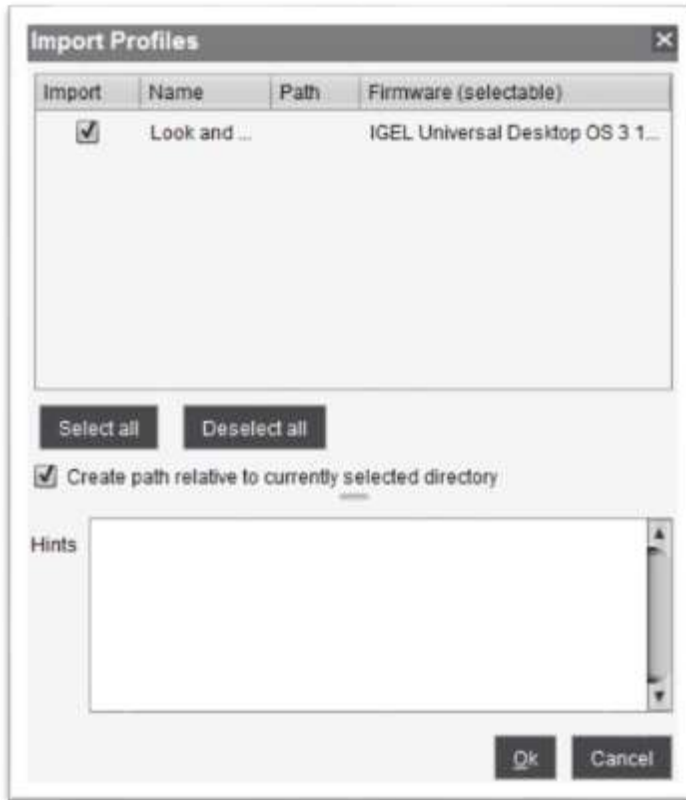 Import Profiles
Import Name Path Firmware (selectable)
Look and ... IGEL Universal Desktop OS 3 1...
Select all Deselect all
Create path relative to currently selected directory
Hints
Ok Cancel